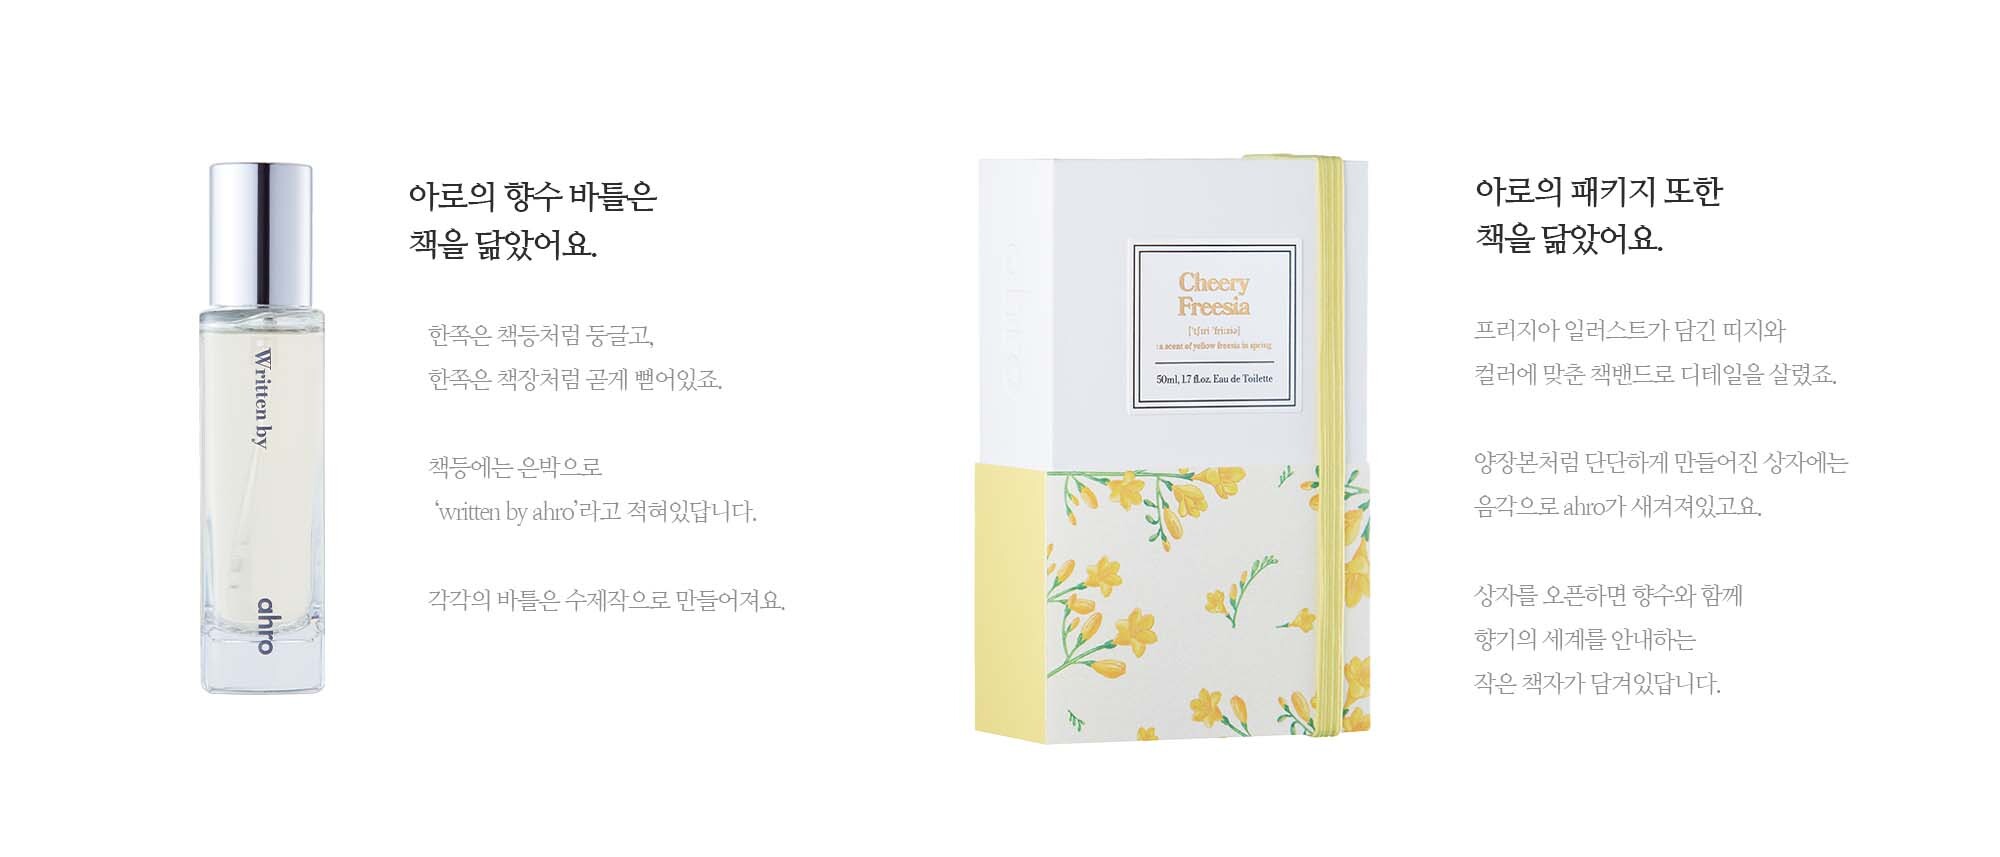 Written by
ahro
아로의 향수 바틀은
책을 닮았어요.
한쪽은 책등처럼 둥글고,
한쪽은 책장처럼 곧게 뻗어있죠.
책등에는 은박으로
‘written by ahro’라고 적혀있답니다.
각각의 바틀은 수제작으로 만들어져요.
ahro
Cheery
Freesia
['tʃɪri 'friːziə]
: a scent of yellow freesia in spring
50ml, 1.7 fl.oz. Eau de Toilette
아로의 패키지 또한
책을 닮았어요.
프리지아 일러스트가 담긴 띠지와
컬러에 맞춘 책밴드로 디테일을 살렸죠.
양장본처럼 단단하게 만들어진 상자에는
음각으로 ahro가 새겨져있고요.
상자를 오픈하면 향수와 함께
향기의 세계를 안내하는
작은 책자가 담겨있답니다.